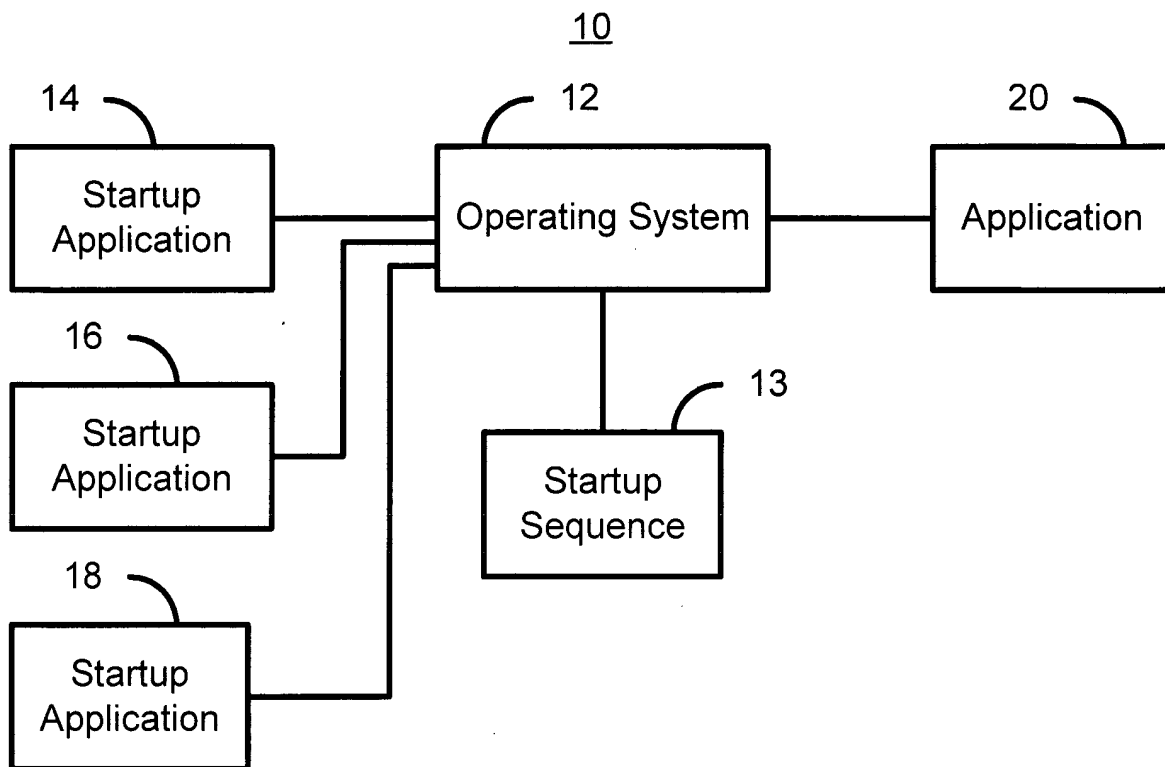 10
14
12
20
Startup
Application
Operating System
Application
16
Startup
Application
13
Startup
Sequence
18
Startup
Application